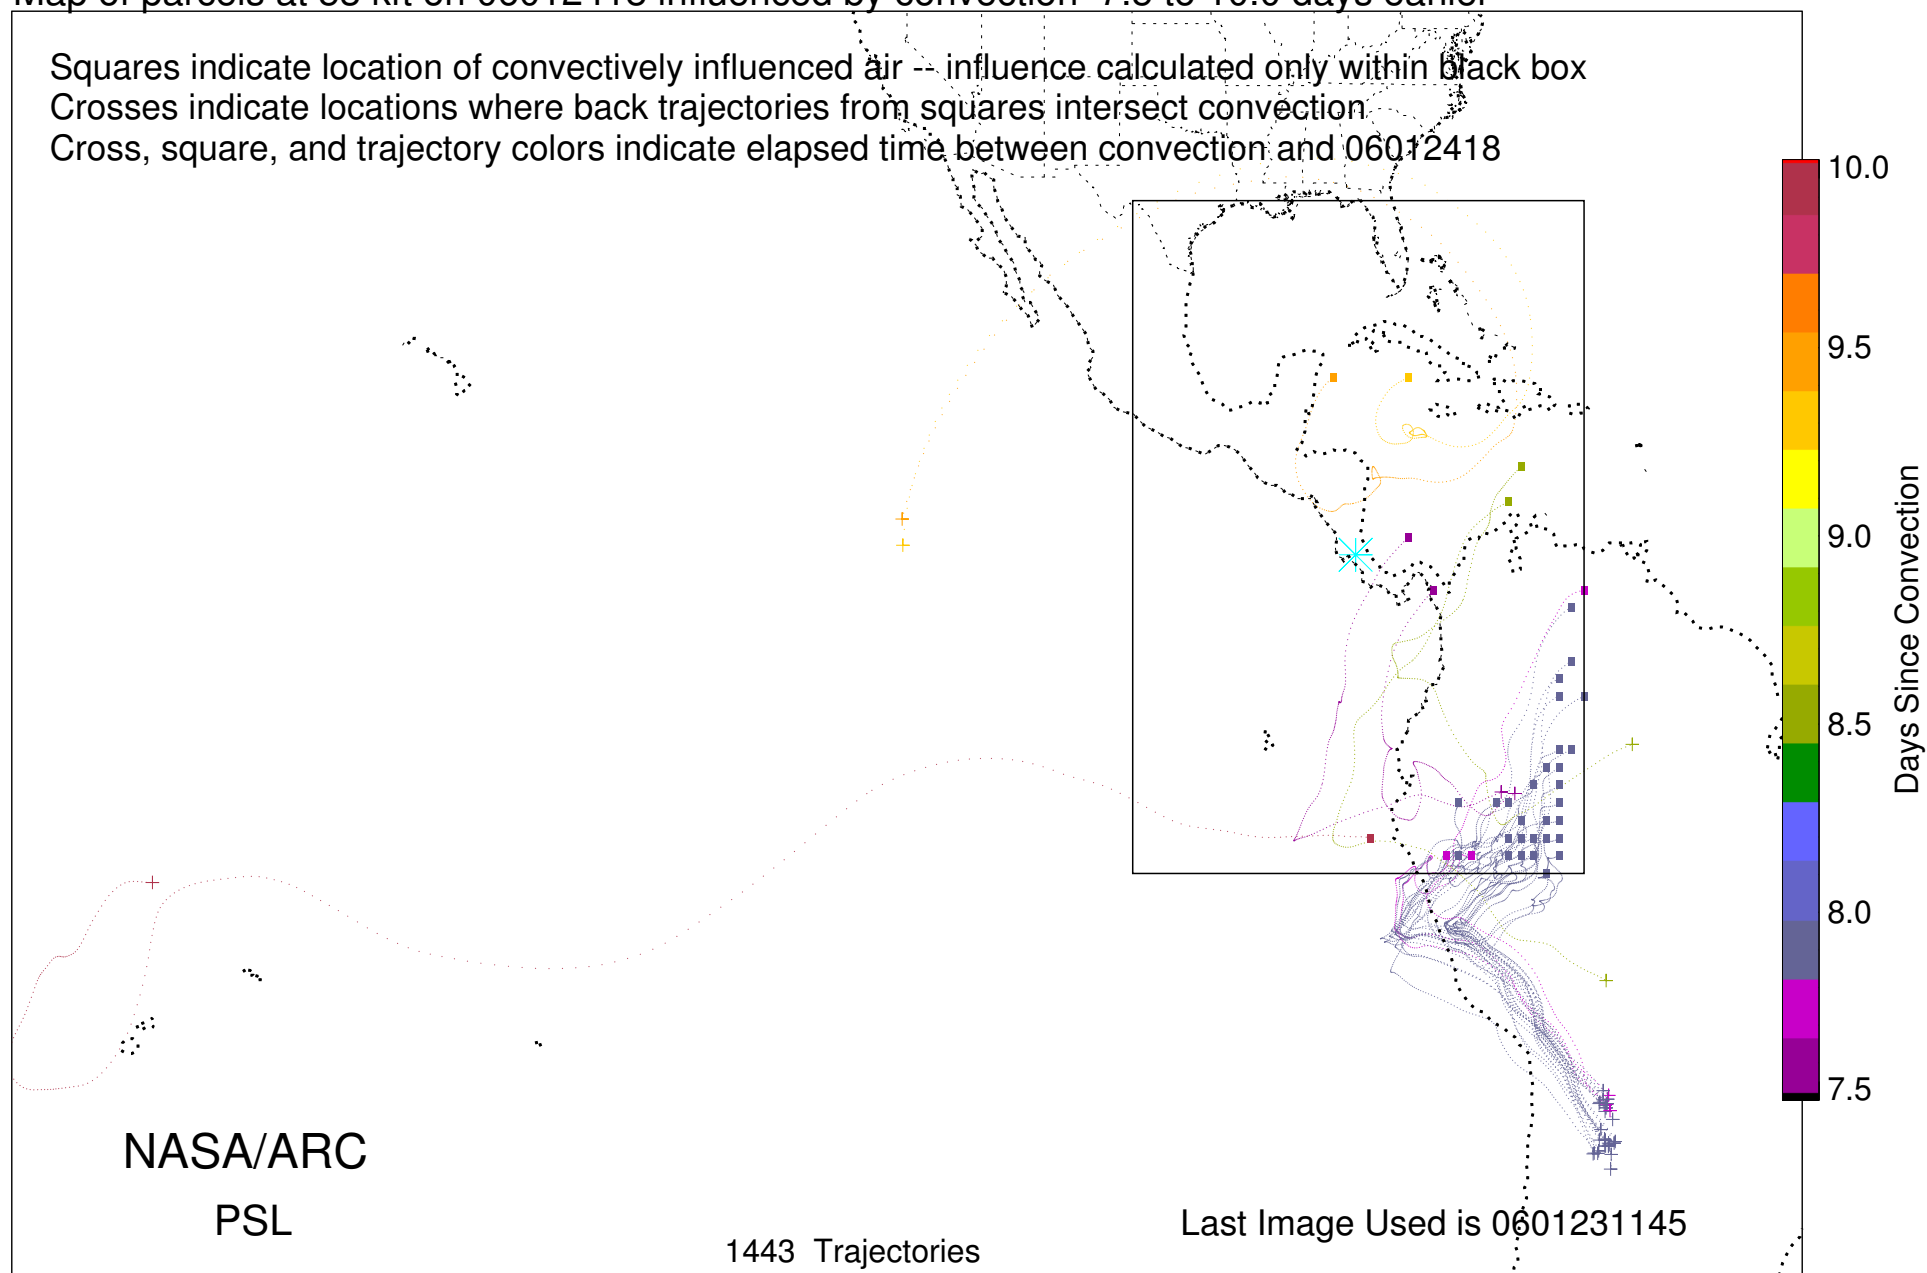 Squares indicate location of convectively influenced air -- influence calculated only within black box
Crosses indicate locations where back trajectories from squares intersect convection
Cross, square, and trajectory colors indicate elapsed time between convection and 06012418
10.0
9.5
9.0
8.5
8.0
7.5
Days Since Convection
NASA/ARC
PSL
Last Image Used is 0601231145
1443 Trajectories